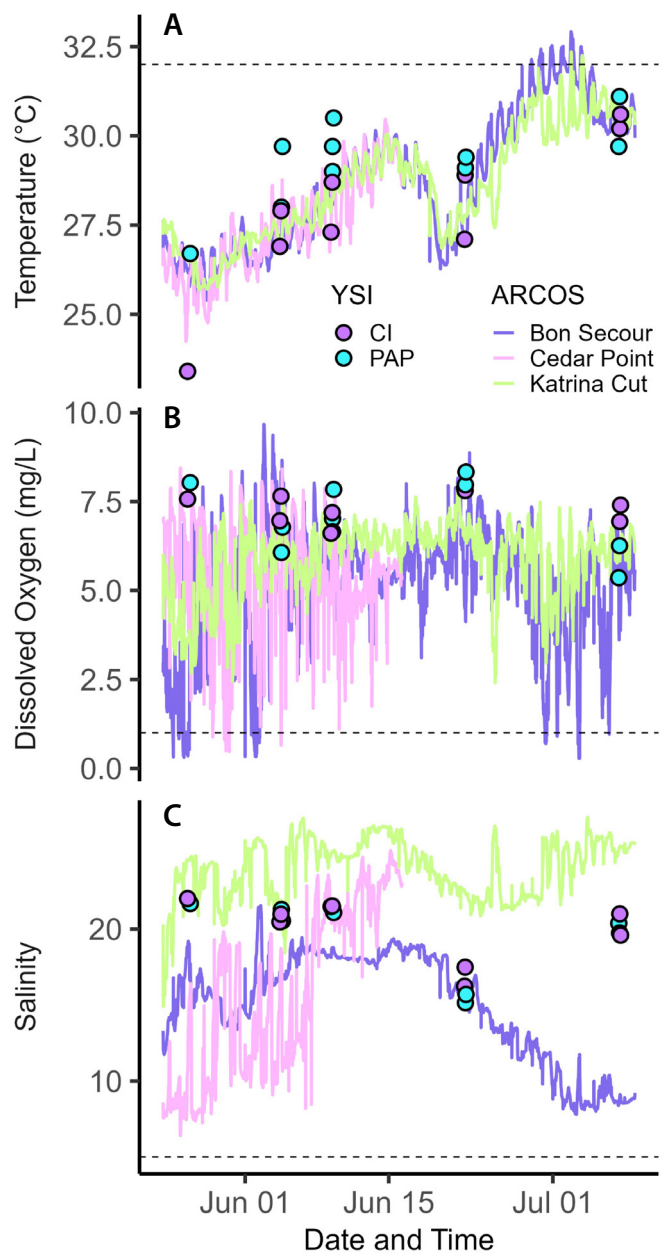 A
Temperature (°C)
32.5
30.0
27.5
25.0
YSI
CI
PAP
ARCOS
Bon Secour
Cedar Point
Katrina Cut
B
Dissolved Oxygen (mg/L)
10.0
7.5
5.0
2.5
0.0
C
Salinity
20
10
Jun 01
Jun 15
Jul 01
Date and Time